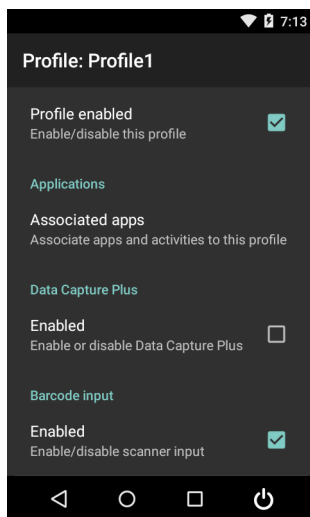 7:13
Profile: Profile1
Profile enabled
Enable/disable this profile
Applications
Associated apps
Associate apps and activities to this profile
Data Capture Plus
Enabled
Enable or disable Data Capture Plus
Barcode input
Enabled
Enable/disable scanner input